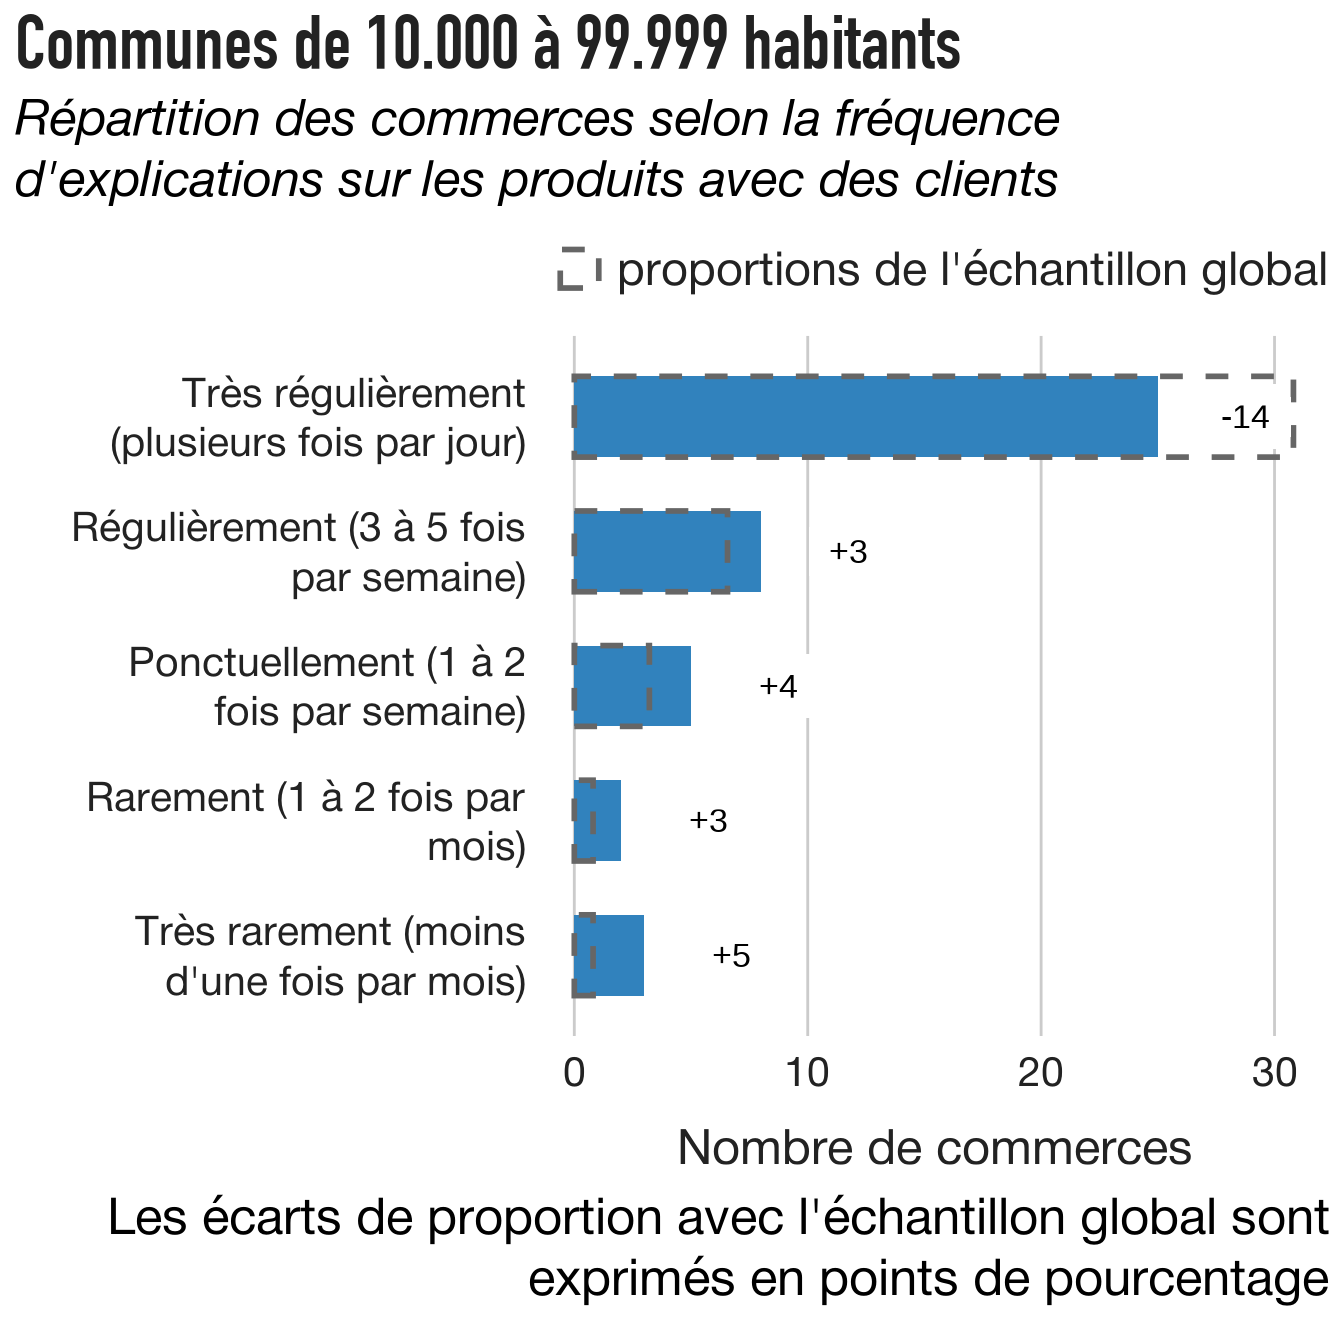 Communes de 10.000 à 99.999 habitants
Répartition des commerces selon la fréquence
d'explications sur les produits avec des clients
proportions de l'échantillon global
Très régulièrement
(plusieurs fois par jour)
-14
Régulièrement (3 à 5 fois
par semaine)
+3
Ponctuellement (1 à 2
fois par semaine)
+4
Rarement (1 à 2 fois par
mois)
+3
Très rarement (moins
d'une fois par mois)
+5
0 10 20 30
Nombre de commerces
Les écarts de proportion avec l'échantillon global sont
exprimés en points de pourcentage